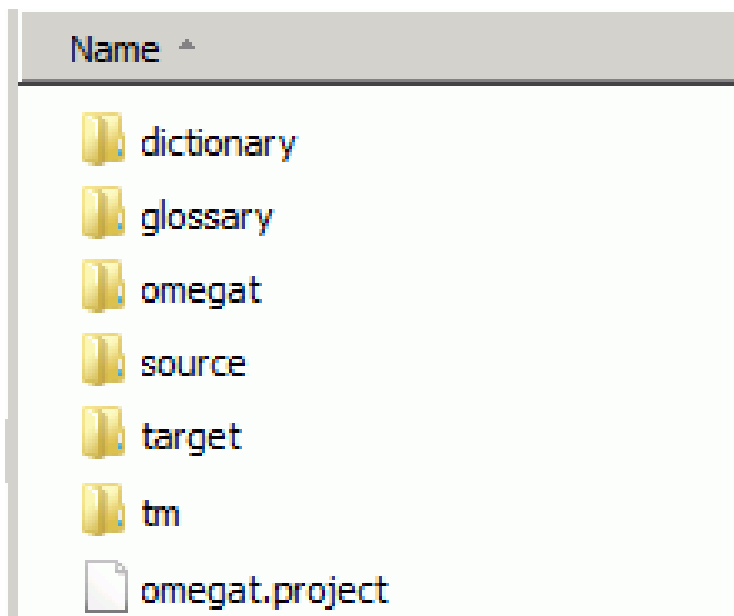 Name
dictionary
glossary
omegat
source
target
tm
omegat.project